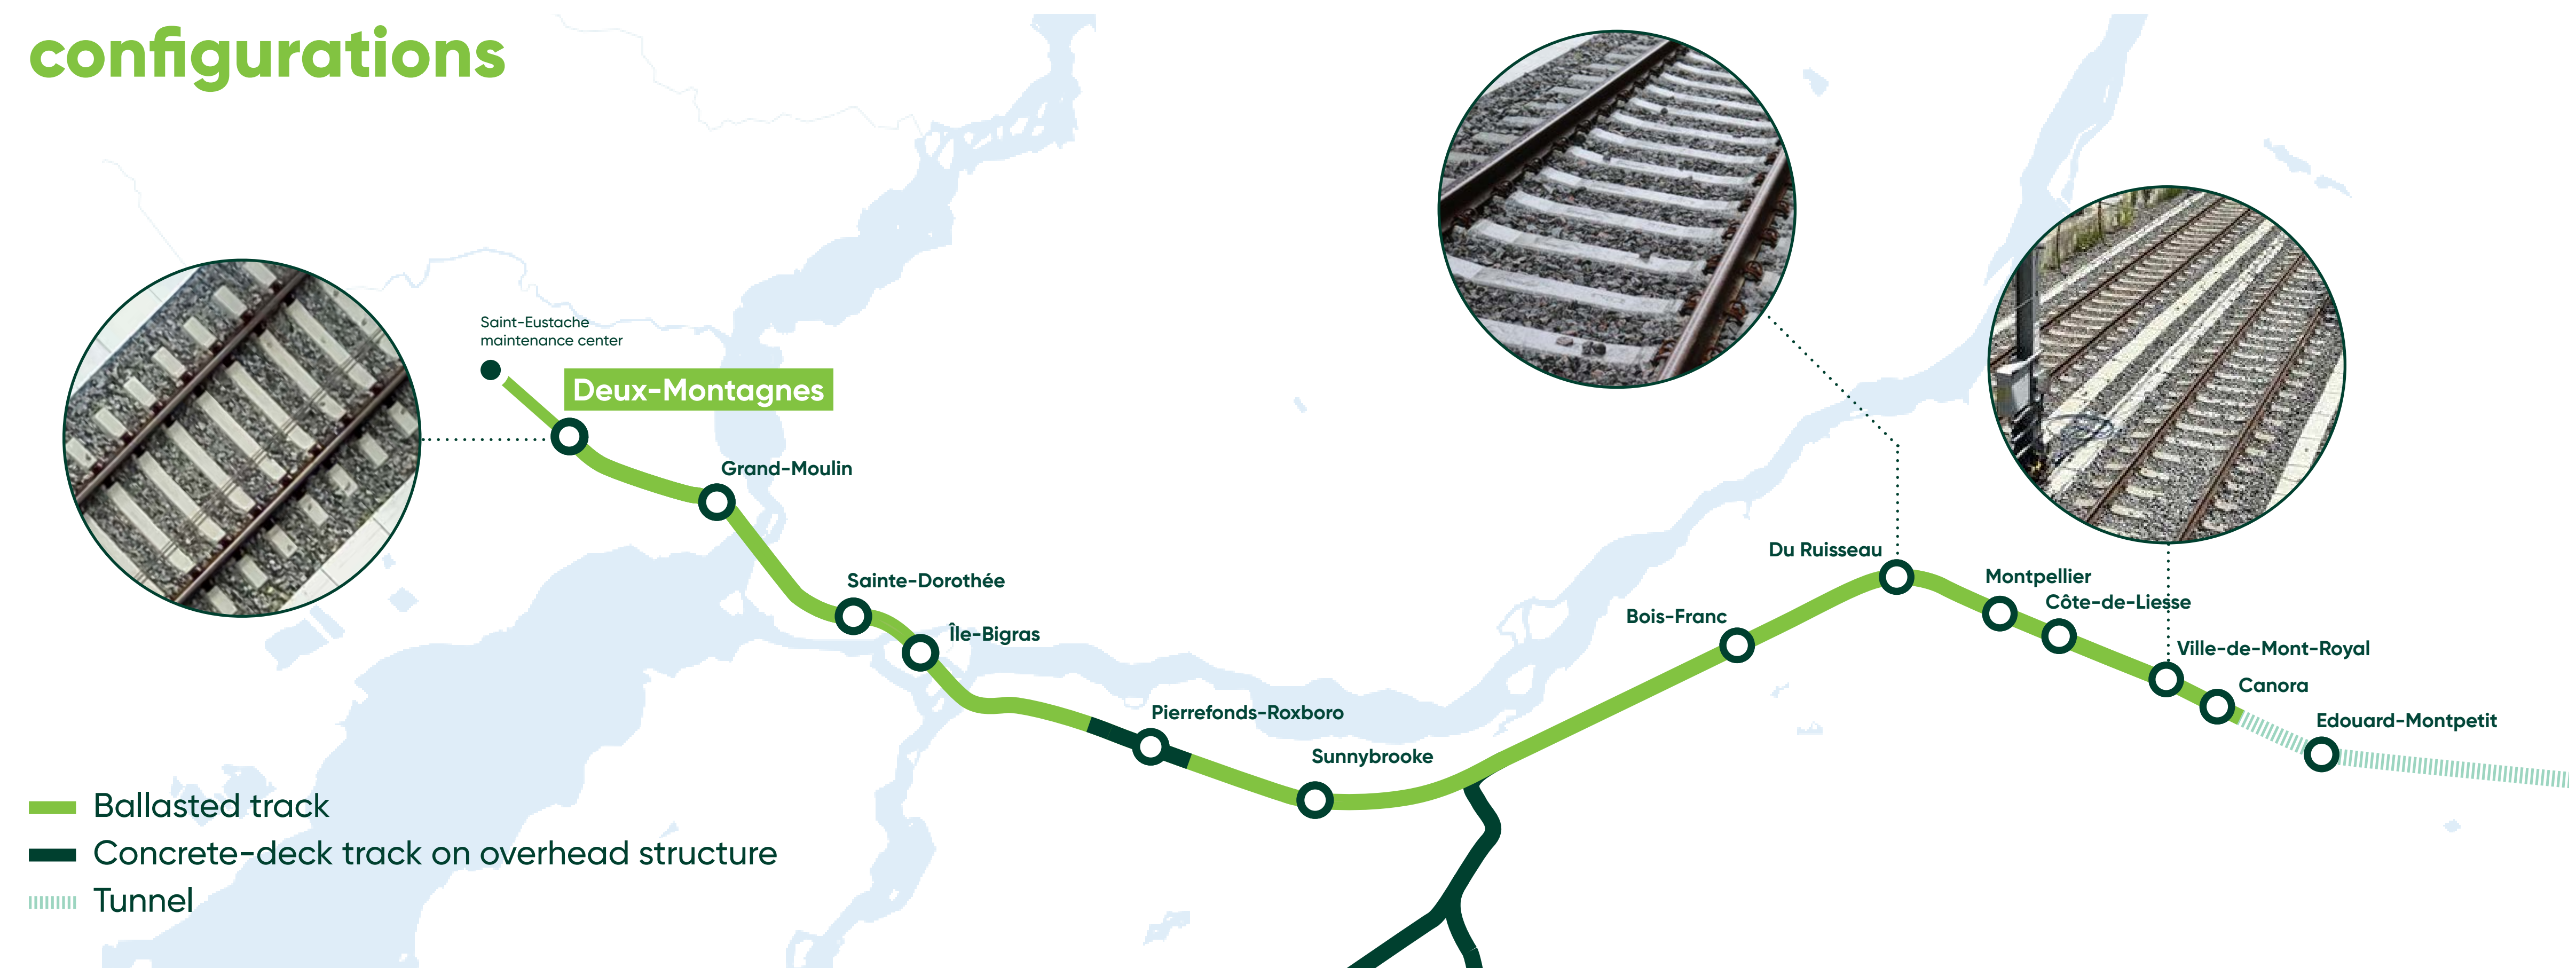 configurations
Saint-Eustache
maintenance center
Deux-Montagnes
Grand-Moulin
Sainte-Dorothée
Île-Bigras
Pierrefonds-Roxboro
Sunnybrooke
Bois-Franc
Du Ruisseau
Montpellier
Côte-de-Liesse
Ville-de-Mont-Royal
Canora
Edouard-Montpetit
Ballasted track
Concrete-deck track on overhead structure
Tunnel